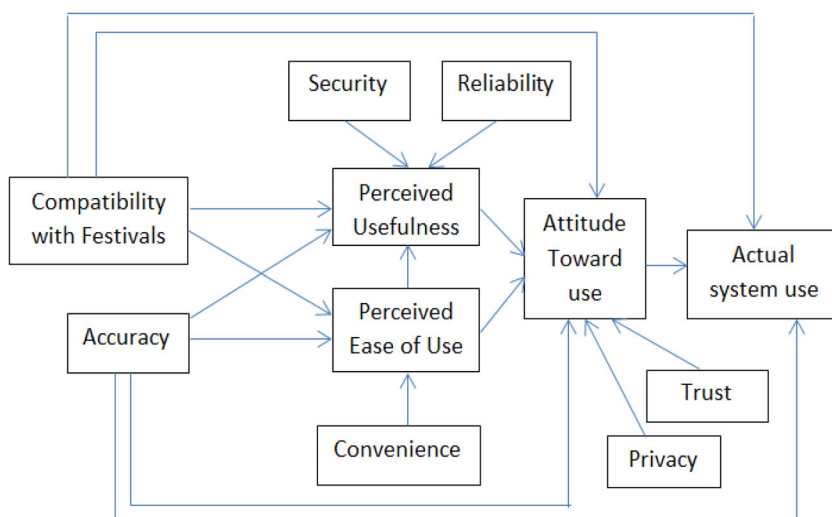 Security
Reliability
Compatibility
with Festivals
Perceived
Usefulness
Attitude
Toward
use
Actual
system use
Accuracy
Perceived
Ease of Use
Trust
Convenience
Privacy